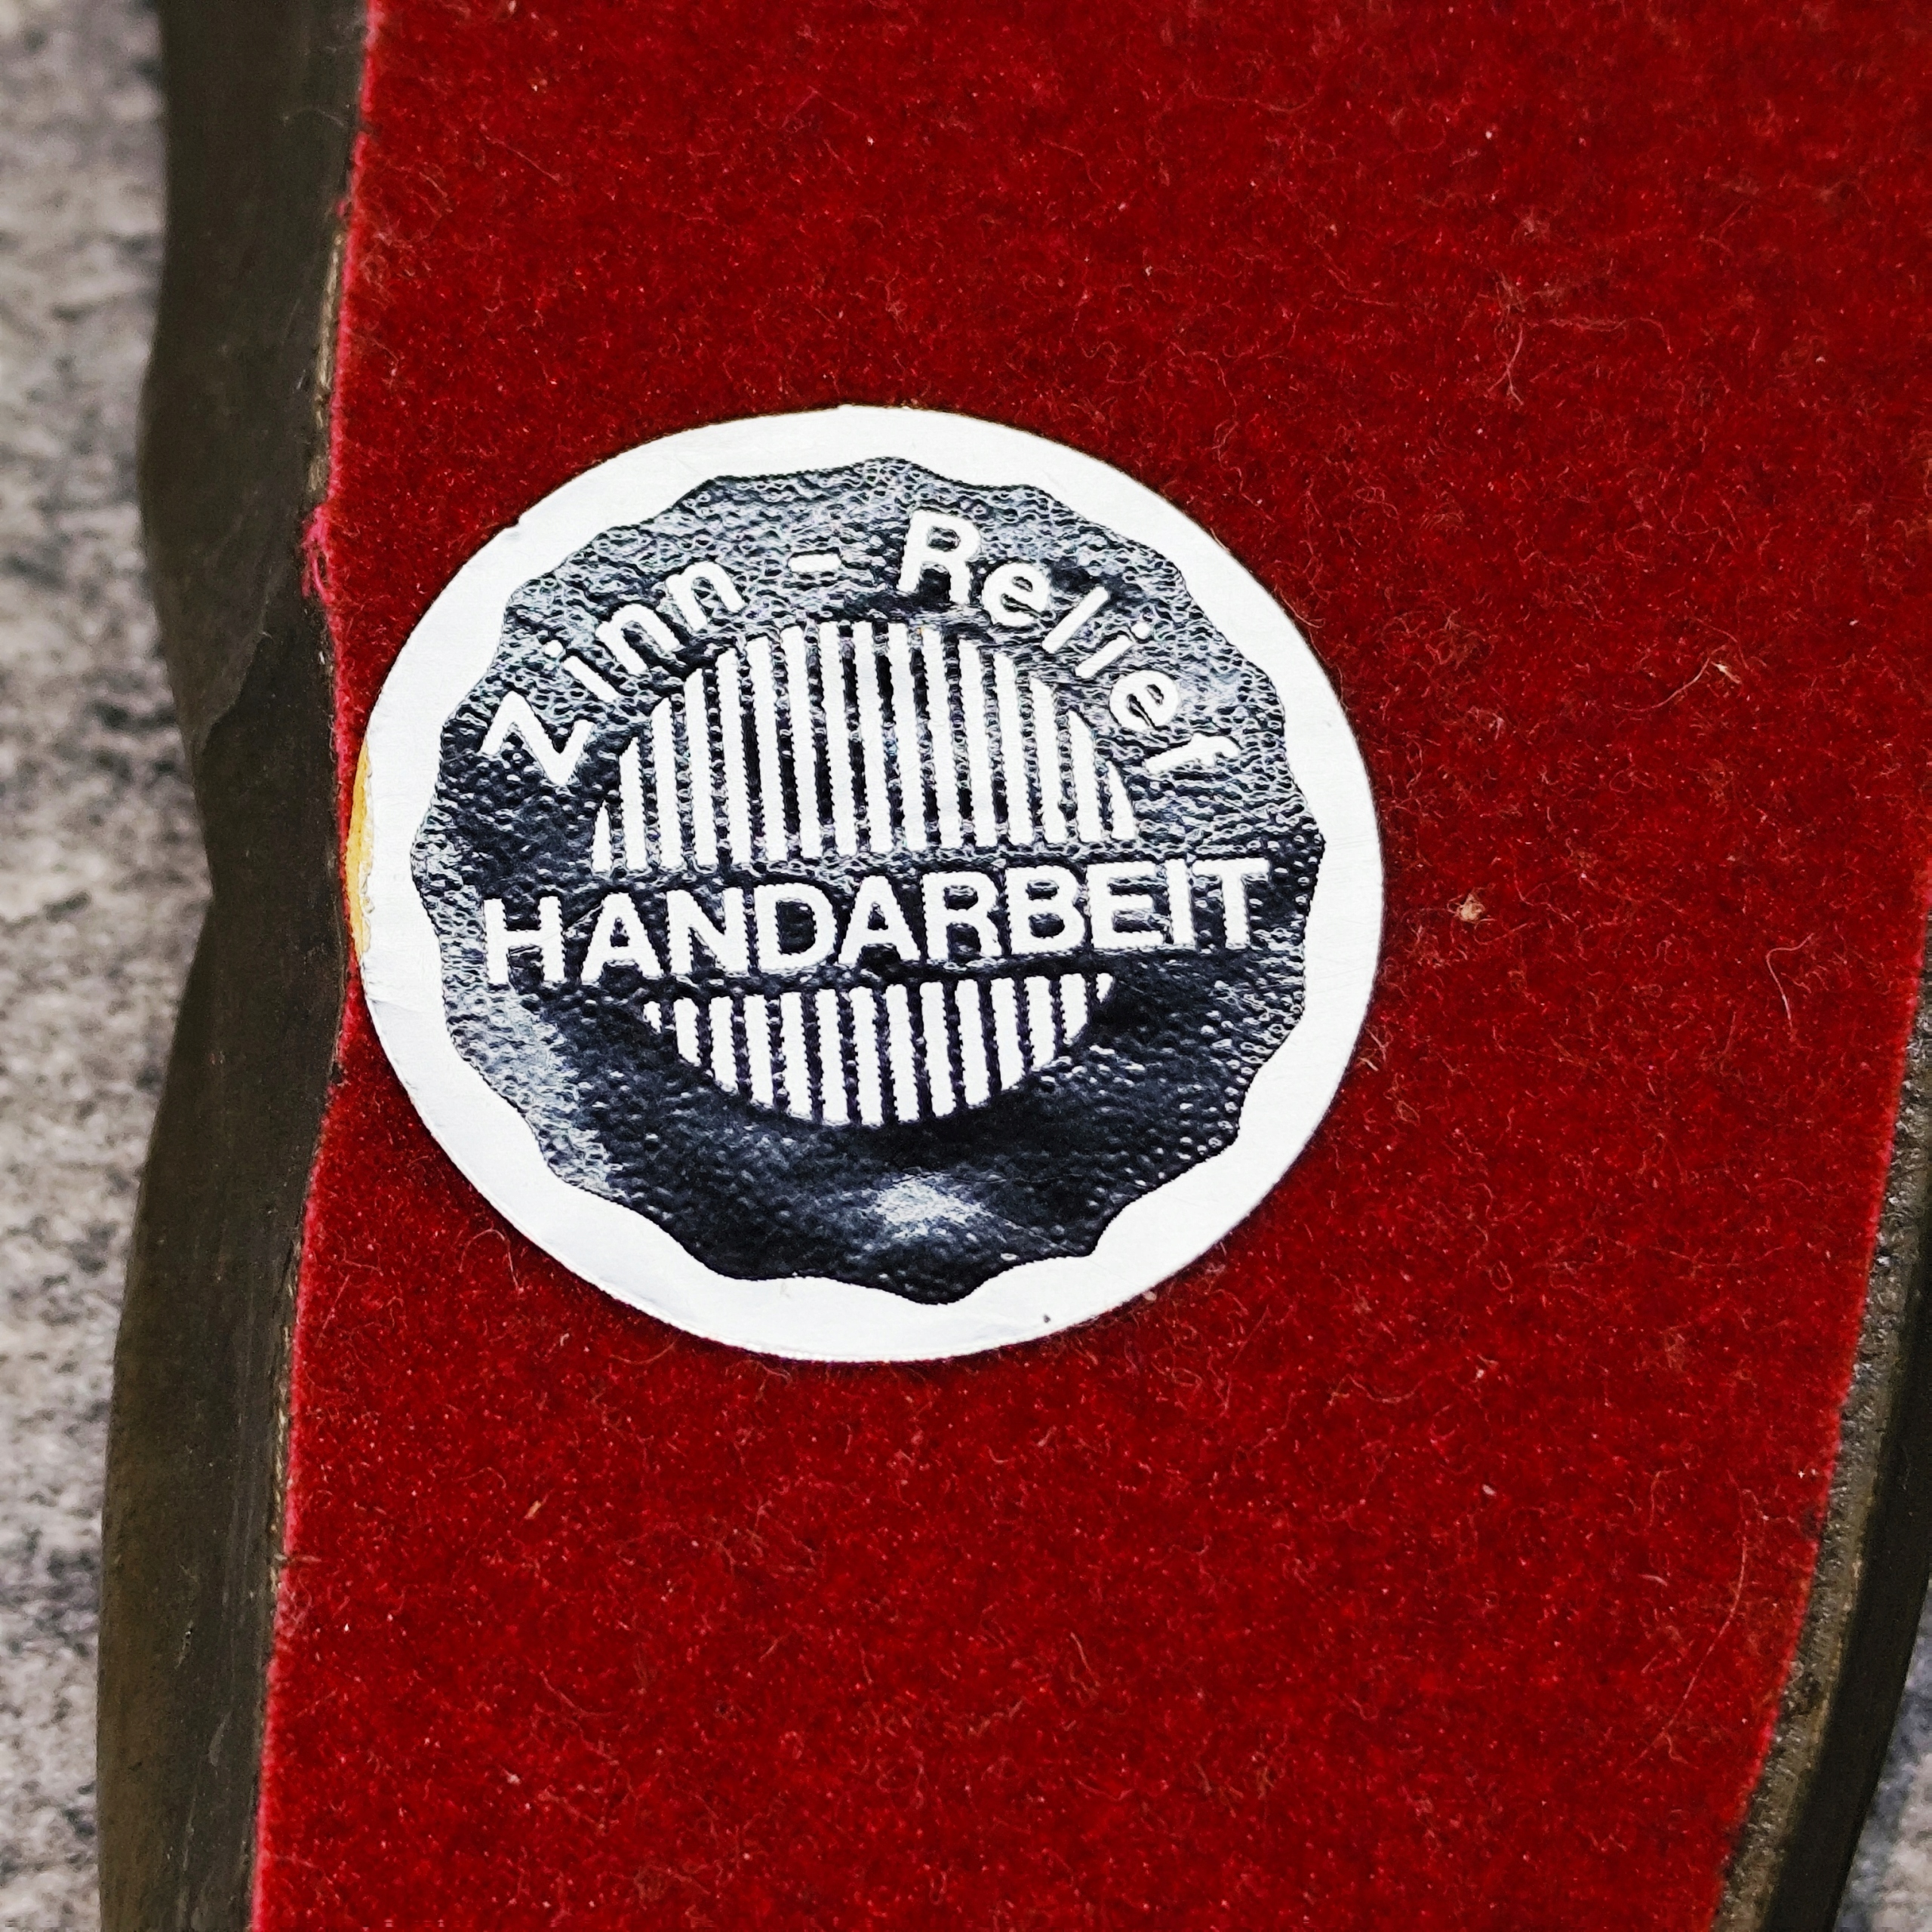 Zinn - Relief
HANDARBEIT